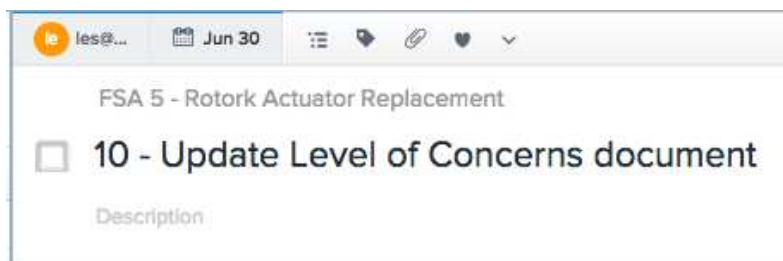 le les@... Jun 30
FSA 5 - Rotork Actuator Replacement
10 - Update Level of Concerns document
Description